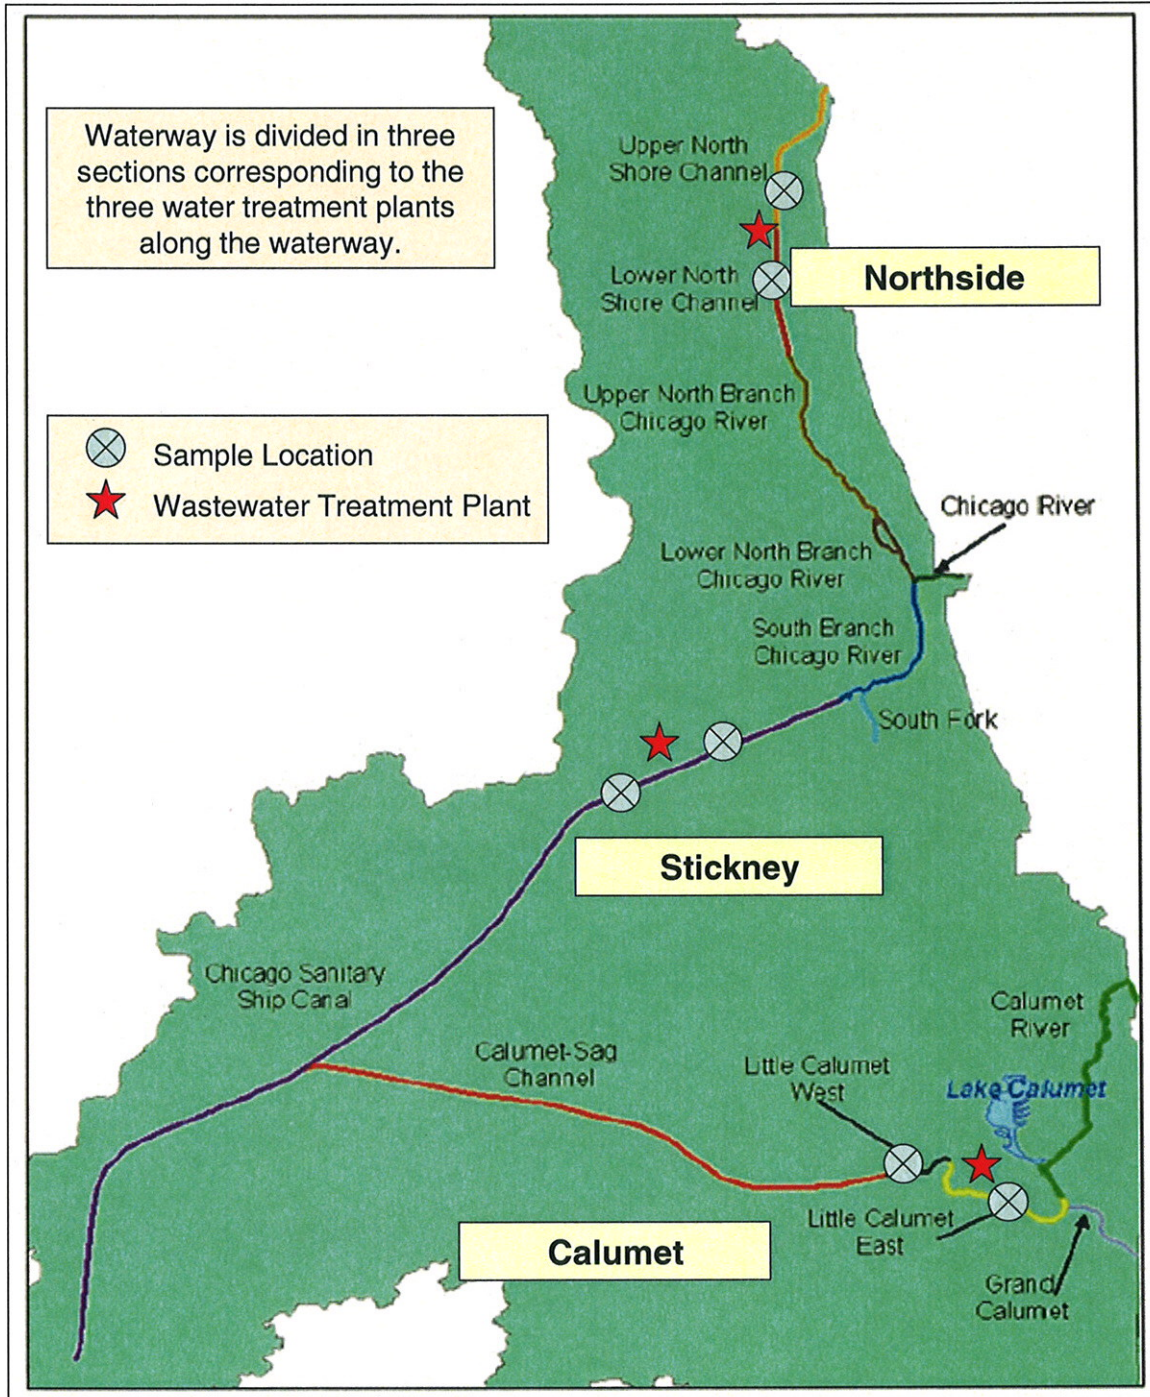 Waterway is divided in three
sections corresponding to the
three water treatment plants
along the waterway.
Upper North
Shore Channel
Northside
Lower North
Shore Channel
Upper North Branch
Chicago River
Sample Location
Wastewater Treatment Plant
Chicago River
Lower North Branch
Chicago River
South Branch
Chicago River
South Fork
Stickney
Chicago Sanitary
Ship Canal
Calumet
River
Calumet-Sag
Channel
Little Calumet
West
Lake Calumet
Little Calumet
East
Calumet
Grand
Calumet